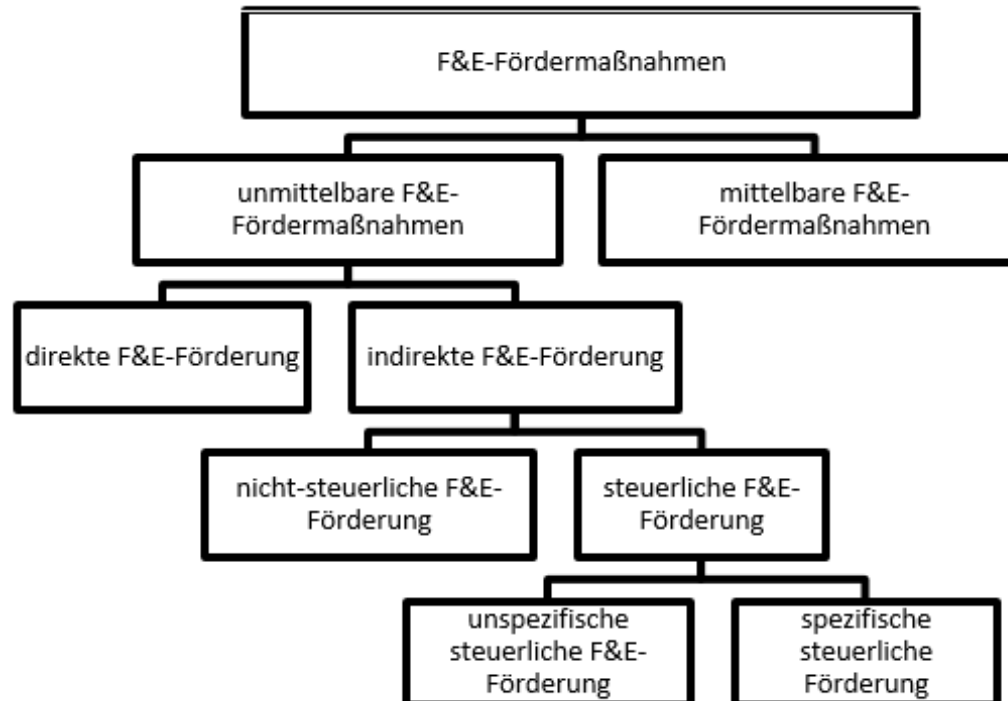 F&E-Fördermaßnahmen
unmittelbare F&E-
Fördermaßnahmen
mittelbare F&E-
Fördermaßnahmen
direkte F&E-Förderung
indirekte F&E-Förderung
nicht-steuerliche F&E-
Förderung
steuerliche F&E-
Förderung
unspezifische
steuerliche F&E-
Förderung
spezifische
steuerliche
Förderung